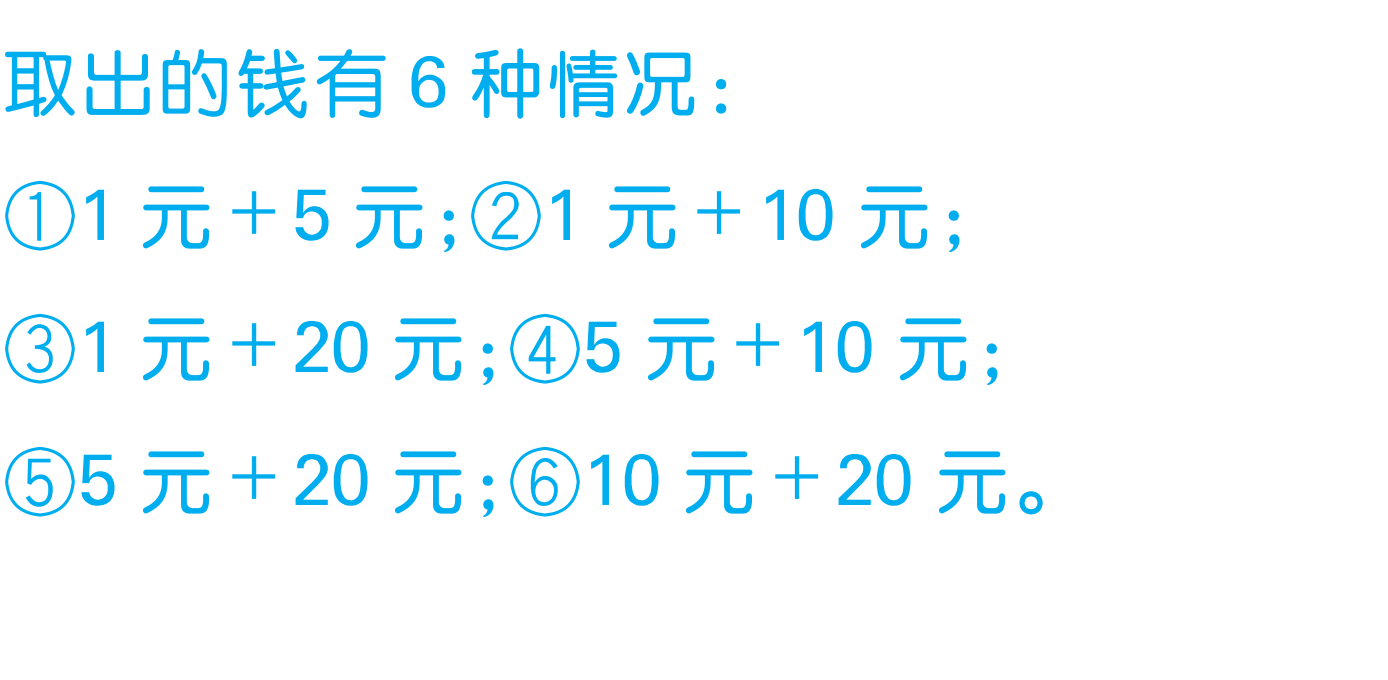 取出的钱有 6 种情况:
①1 元+5 元;②1 元+10 元;
③1 元+20 元;④5 元+10 元;
⑤5 元+20 元;⑥10 元+20 元。